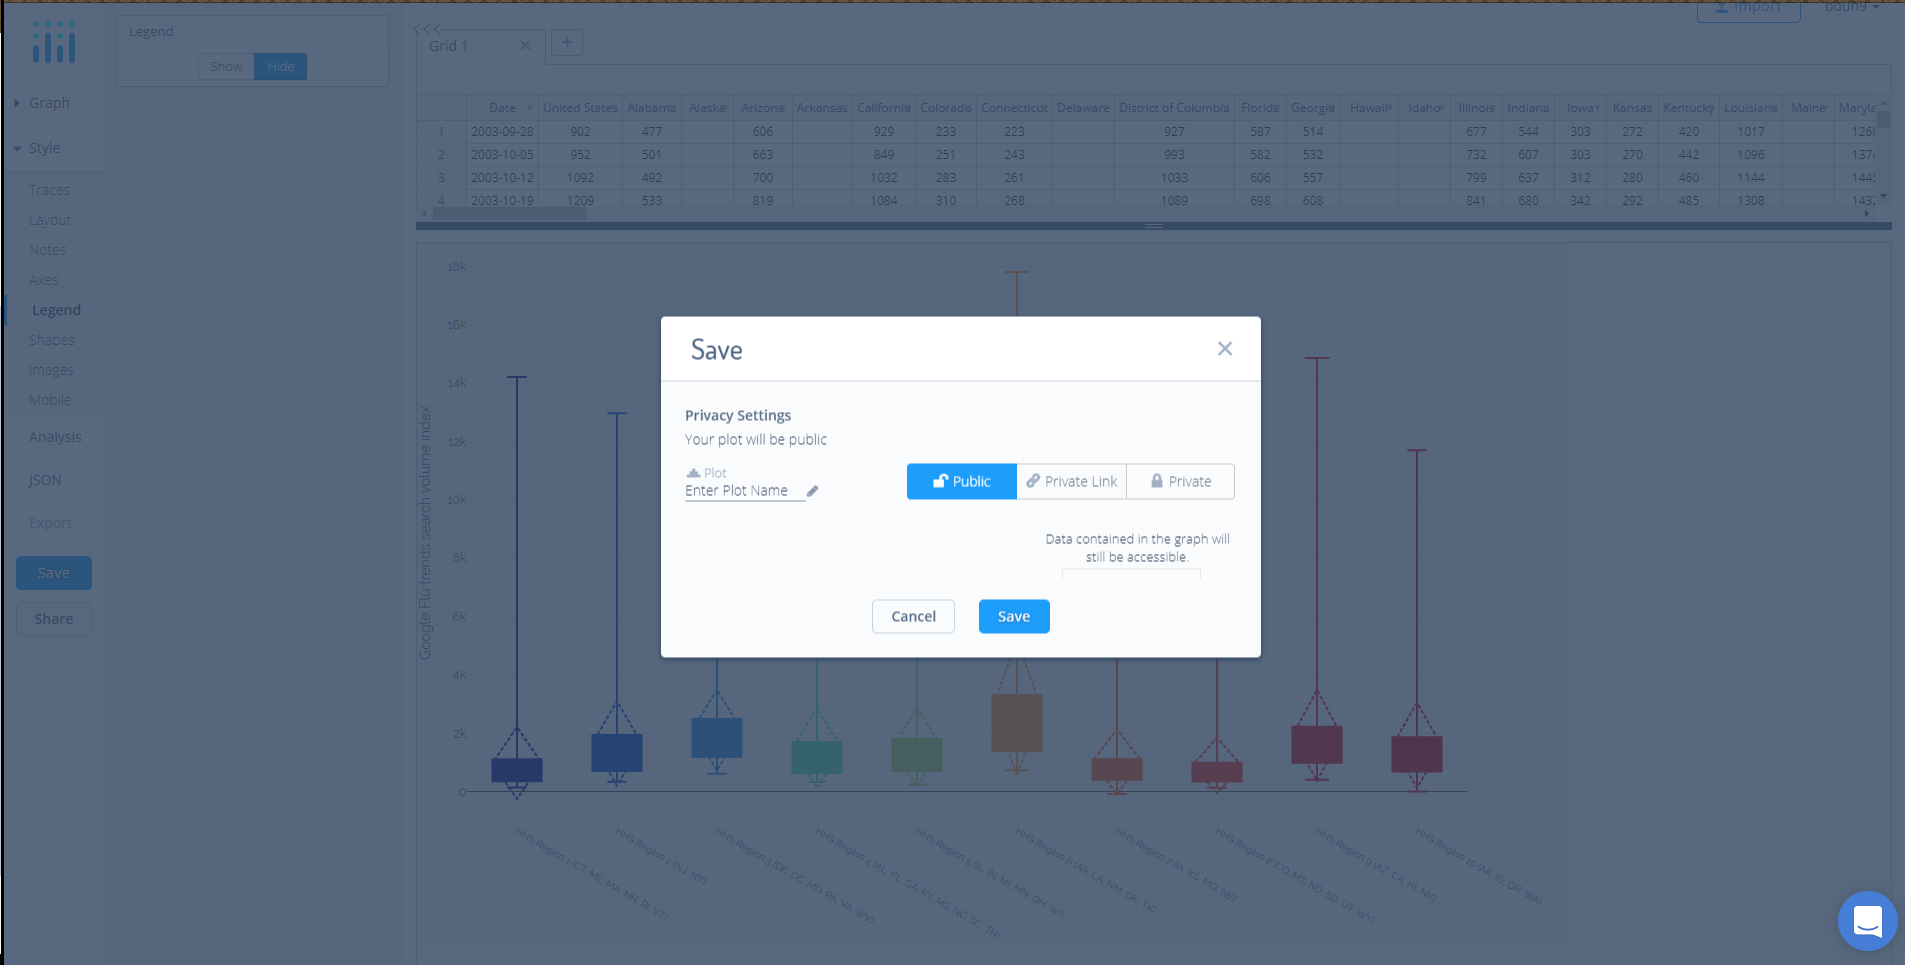 Import
bduh9
Legend
Show Hide
Graph
Style
Traces
Layout
Notes
Axes
Legend
Shapes
Images
Mobile
Analysis
JSON
Export
Save
Share
Grid 1
Date United States Alabama Alaska Arizona Arkansas California Colorado Connecticut Delaware District of Columbia Florida Georgia Hawaii Idaho Illinois Indiana Iowa Kansas Kentucky Louisiana Maine Maryla
1 2003-09-28 902 477 606 929 233 223 927 587 514 677 544 303 272 420 1017 126
2 2003-10-05 952 501 663 849 251 243 993 582 532 732 607 303 270 442 1096 137
3 2003-10-12 1092 492 700 1032 283 261 1033 606 557 799 637 312 280 460 1144 144
4 2003-10-19 1209 533 819 1084 310 268 1089 698 608 841 680 342 292 485 1308 143
Google Flu trends search volume index
18k
16k
14k
12k
10k
8k
6k
4k
2k
0
Save
Privacy Settings
Your plot will be public
Plot
Enter Plot Name
Public Private Link Private
Data contained in the graph will
still be accessible.
Cancel Save
HHS Region 1 (CT, ME, MA, NH, RI, VT)
HHS Region 2 (NJ, NY)
HHS Region 3 (DE, DC, MD, PA, VA, WV)
HHS Region 4 (AL, FL, GA, KY, MS, NC, SC, TN)
HHS Region 5 (IL, IN, MI, MN, OH, WI)
HHS Region 6 (AR, LA, NM, OK, TX)
HHS Region 7 (IA, KS, MO, NE)
HHS Region 8 (CO, MT, ND, SD, UT, WY)
HHS Region 9 (AZ, CA, HI, NV)
HHS Region 10 (AK, ID, OR, WA)